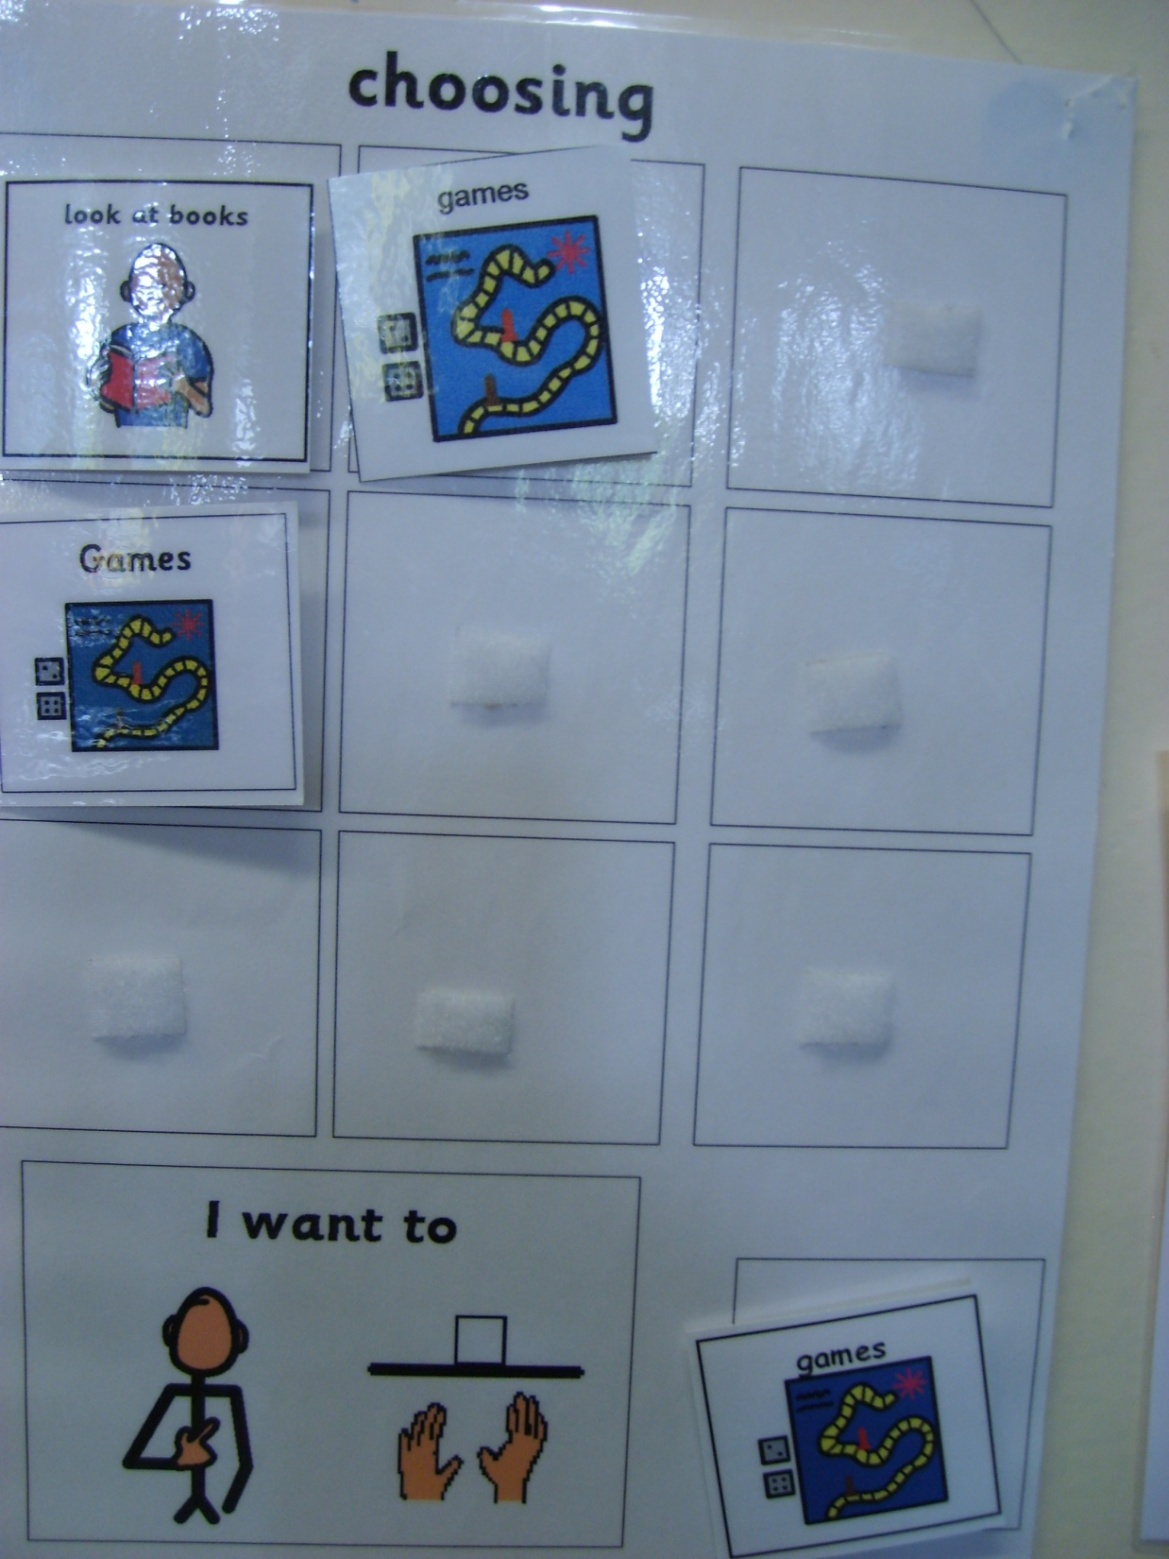 choosing
look at books
games
Games
I want to
games